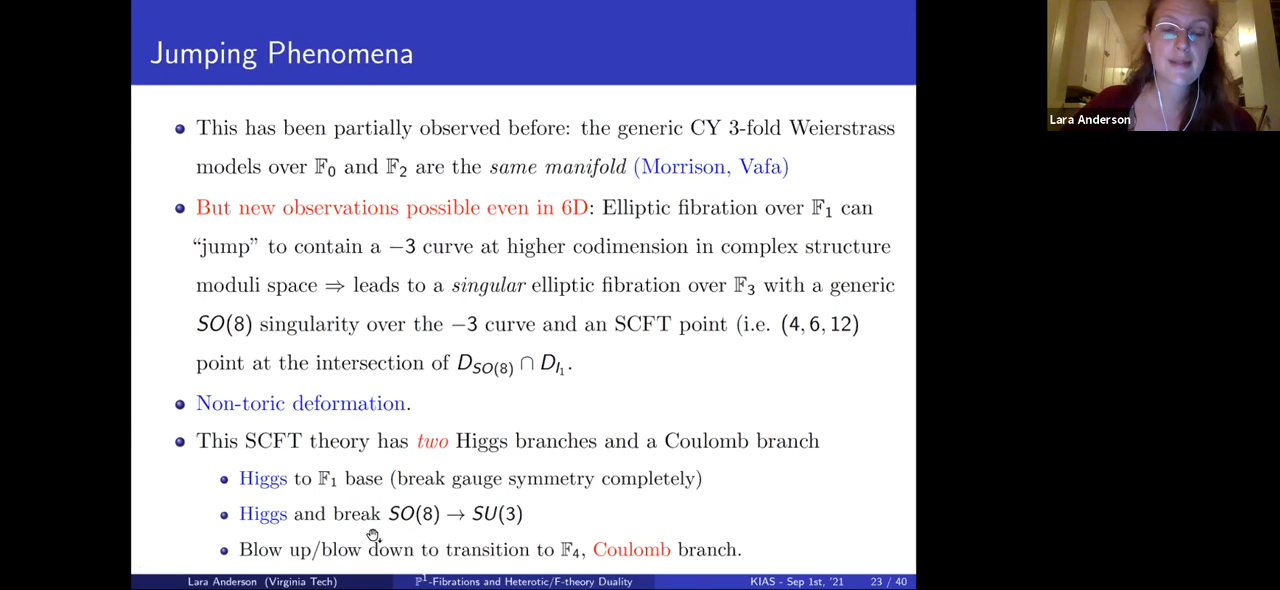 Jumping Phenomena
This has been partially observed before: the generic CY 3-fold Weierstrass
models over 𝔽₀ and 𝔽₂ are the same manifold (Morrison, Vafa)
But new observations possible even in 6D: Elliptic fibration over 𝔽₁ can
“jump” to contain a −3 curve at higher codimension in complex structure
moduli space ⇒ leads to a singular elliptic fibration over 𝔽₃ with a generic
SO(8) singularity over the −3 curve and an SCFT point (i.e. (4, 6, 12)
point at the intersection of D_{SO(8)} ∩ D_{I₁}.
Non-toric deformation.
This SCFT theory has two Higgs branches and a Coulomb branch
Higgs to 𝔽₁ base (break gauge symmetry completely)
Higgs and break SO(8) → SU(3)
Blow up/blow down to transition to 𝔽₄, Coulomb branch.
Lara Anderson (Virginia Tech) ℙ¹-Fibrations and Heterotic/F-theory Duality KIAS - Sep 1st, '21 23 / 40
Lara Anderson